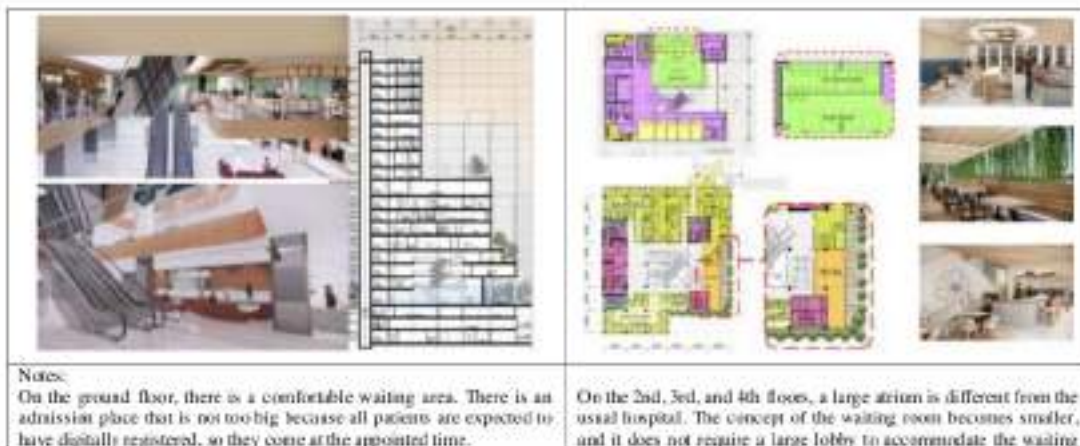 Notes:
On the ground floor, there is a comfortable waiting area. There is an
admission place that is not too big because all patients are expected to
have digitally registered, so they come at the appointed time.
On the 2nd, 3rd, and 4th floors, a large atrium is different from the
usual hospital. The concept of the waiting room becomes smaller,
and it does not require a large lobby to accommodate the waiting